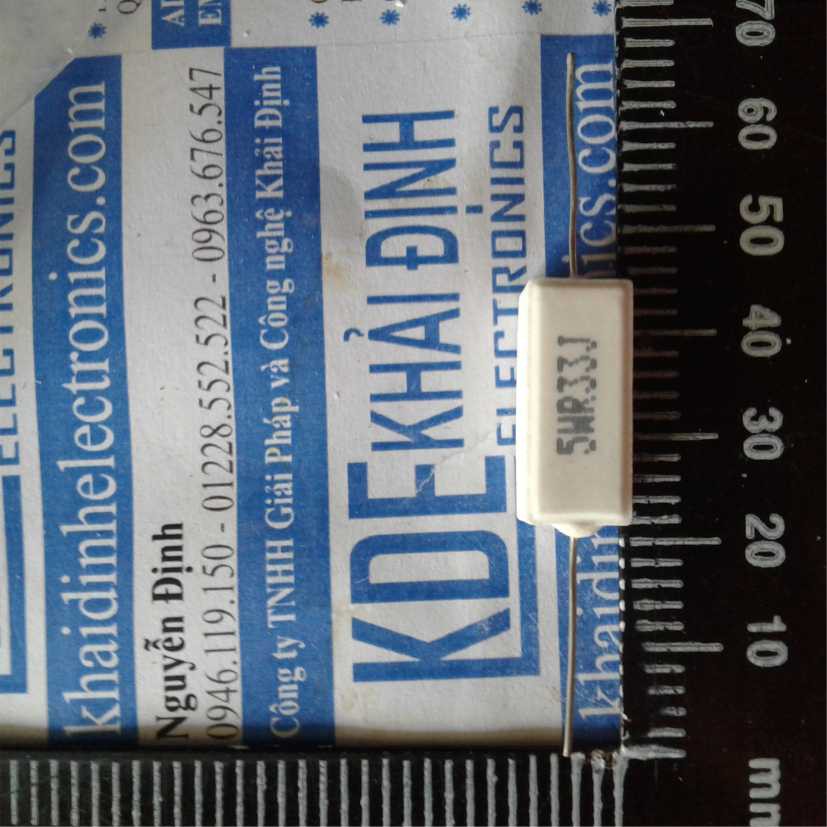 khaidinhelectronics.com
Nguyễn Định
0946.119.150 - 01228.552.522 - 0963.676.547
Công ty TNHH Giải Pháp và Công nghệ Khải Định
KDE KHẢI ĐỊNH
ELECTRONICS
5WR33J
70
60
50
40
30
20
10